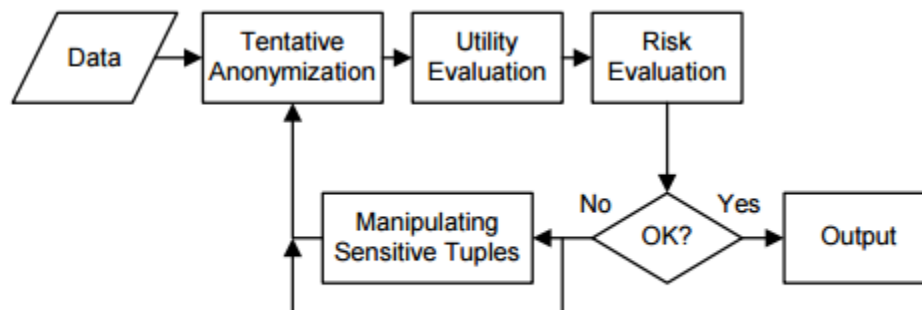 Data
Tentative
Anonymization
Utility
Evaluation
Risk
Evaluation
No
Yes
Manipulating
Sensitive Tuples
OK?
Output